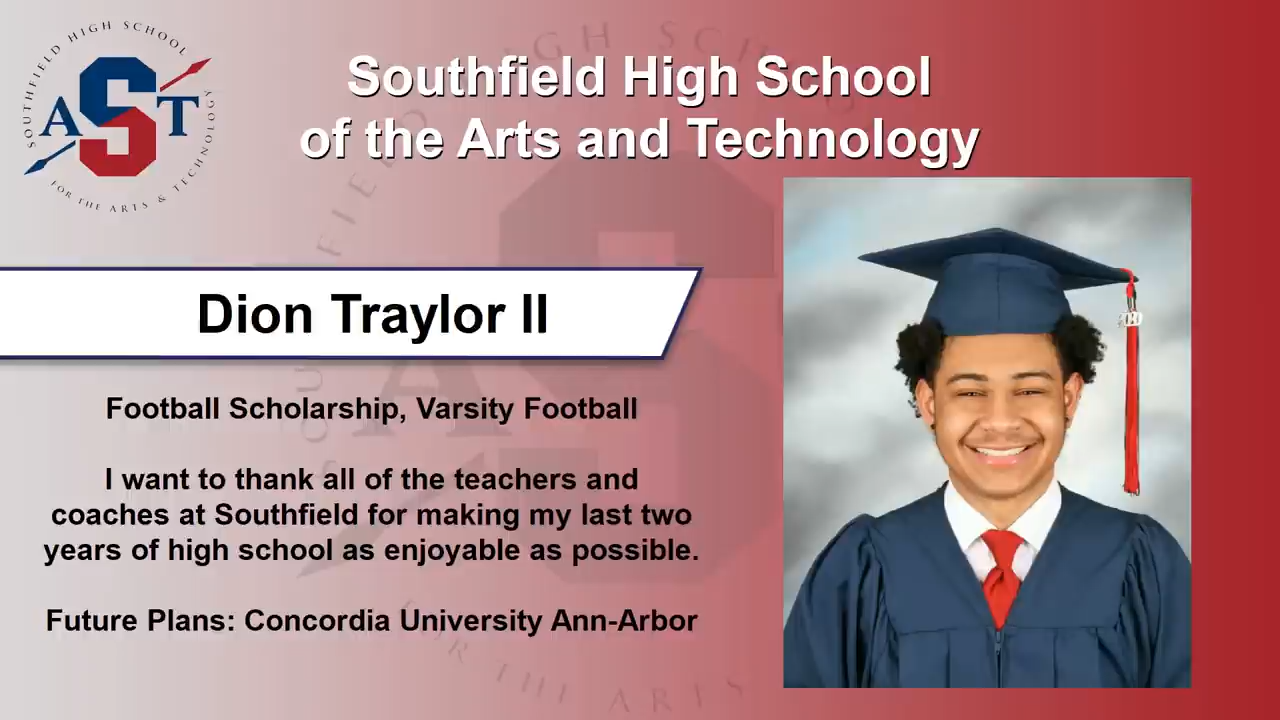 SOUTHFIELD HIGH SCHOOL
A S T
FOR THE ARTS & TECHNOLOGY
Southfield High School
of the Arts and Technology
Dion Traylor II
Football Scholarship, Varsity Football
I want to thank all of the teachers and
coaches at Southfield for making my last two
years of high school as enjoyable as possible.
Future Plans: Concordia University Ann-Arbor